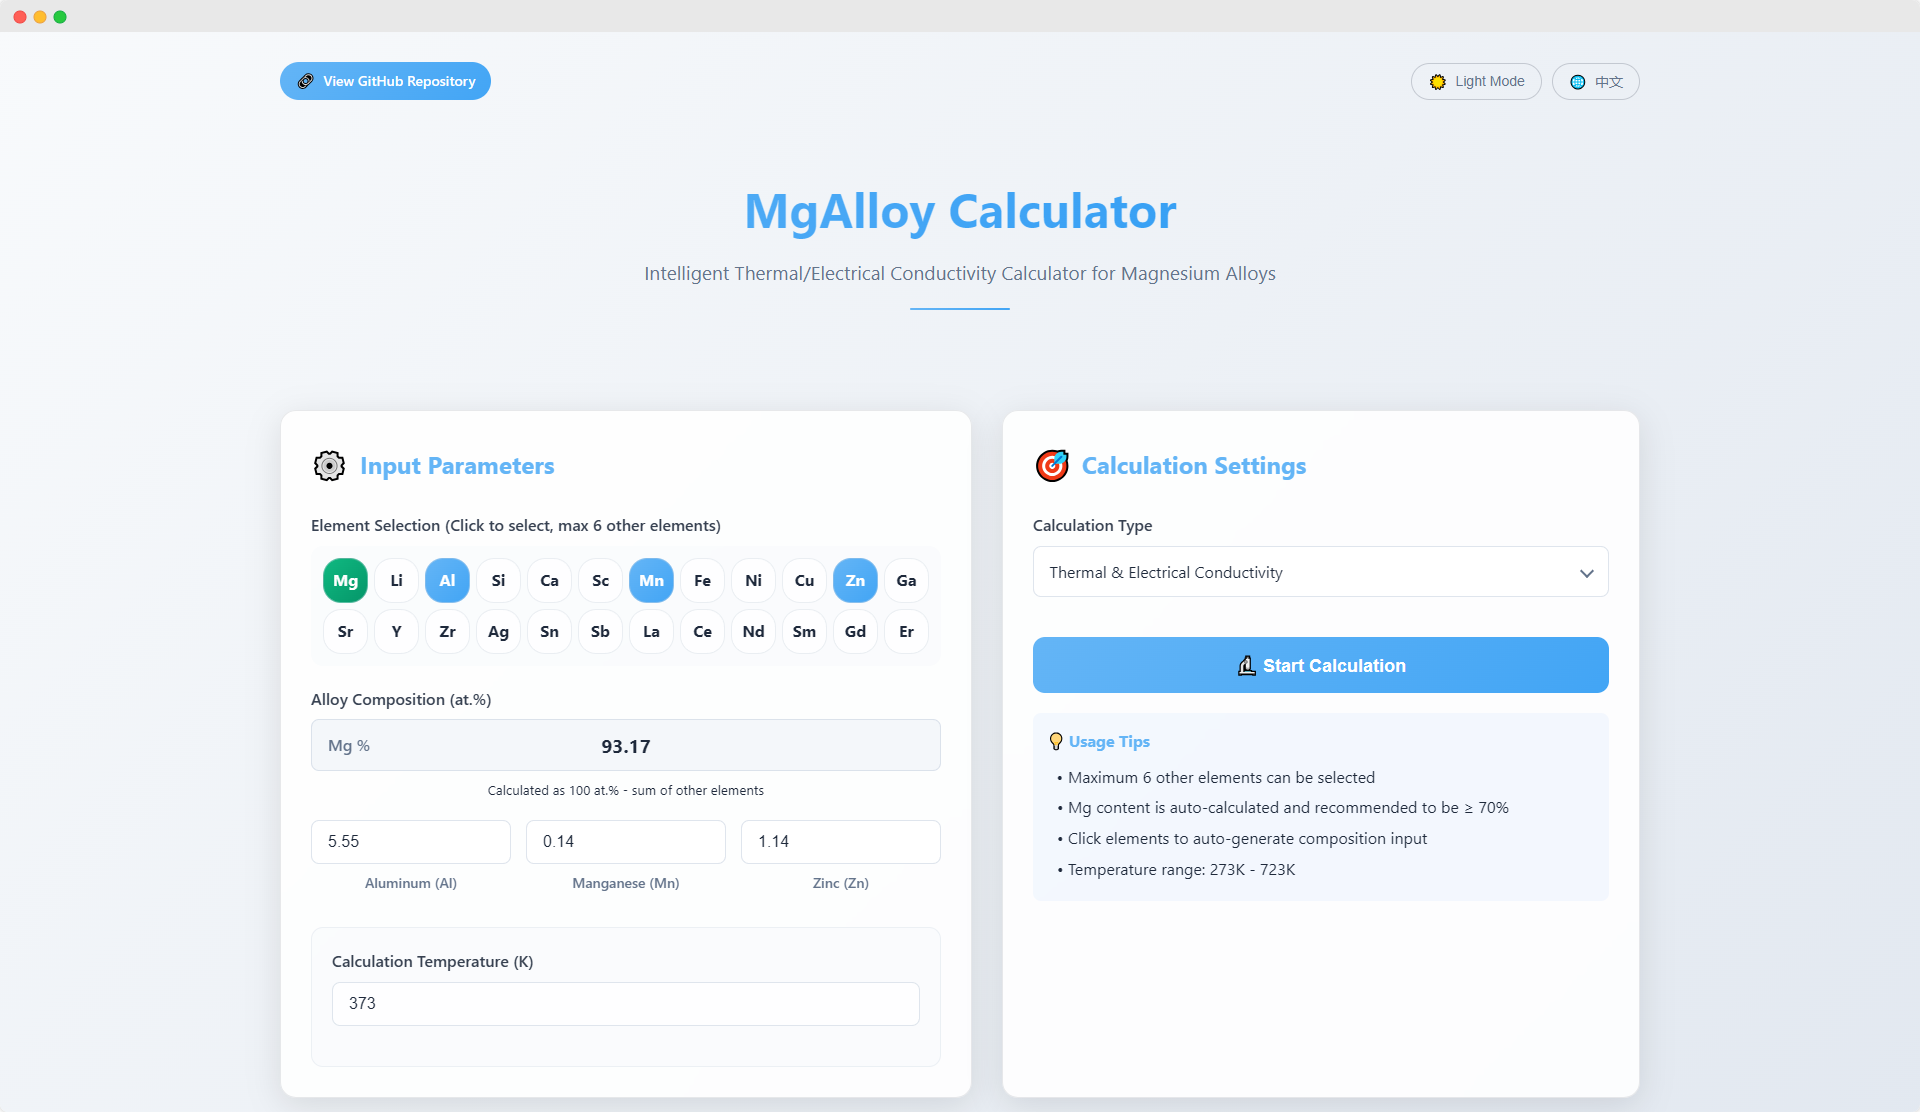 View GitHub Repository
Light Mode
中文
MgAlloy Calculator
Intelligent Thermal/Electrical Conductivity Calculator for Magnesium Alloys
Input Parameters
Element Selection (Click to select, max 6 other elements)
Mg Li Al Si Ca Sc Mn Fe Ni Cu Zn Ga
Sr Y Zr Ag Sn Sb La Ce Nd Sm Gd Er
Alloy Composition (at.%)
Mg % 93.17
Calculated as 100 at.% - sum of other elements
5.55 0.14 1.14
Aluminum (Al) Manganese (Mn) Zinc (Zn)
Calculation Temperature (K)
373
Calculation Settings
Calculation Type
Thermal & Electrical Conductivity
Start Calculation
Usage Tips
• Maximum 6 other elements can be selected
• Mg content is auto-calculated and recommended to be ≥ 70%
• Click elements to auto-generate composition input
• Temperature range: 273K - 723K